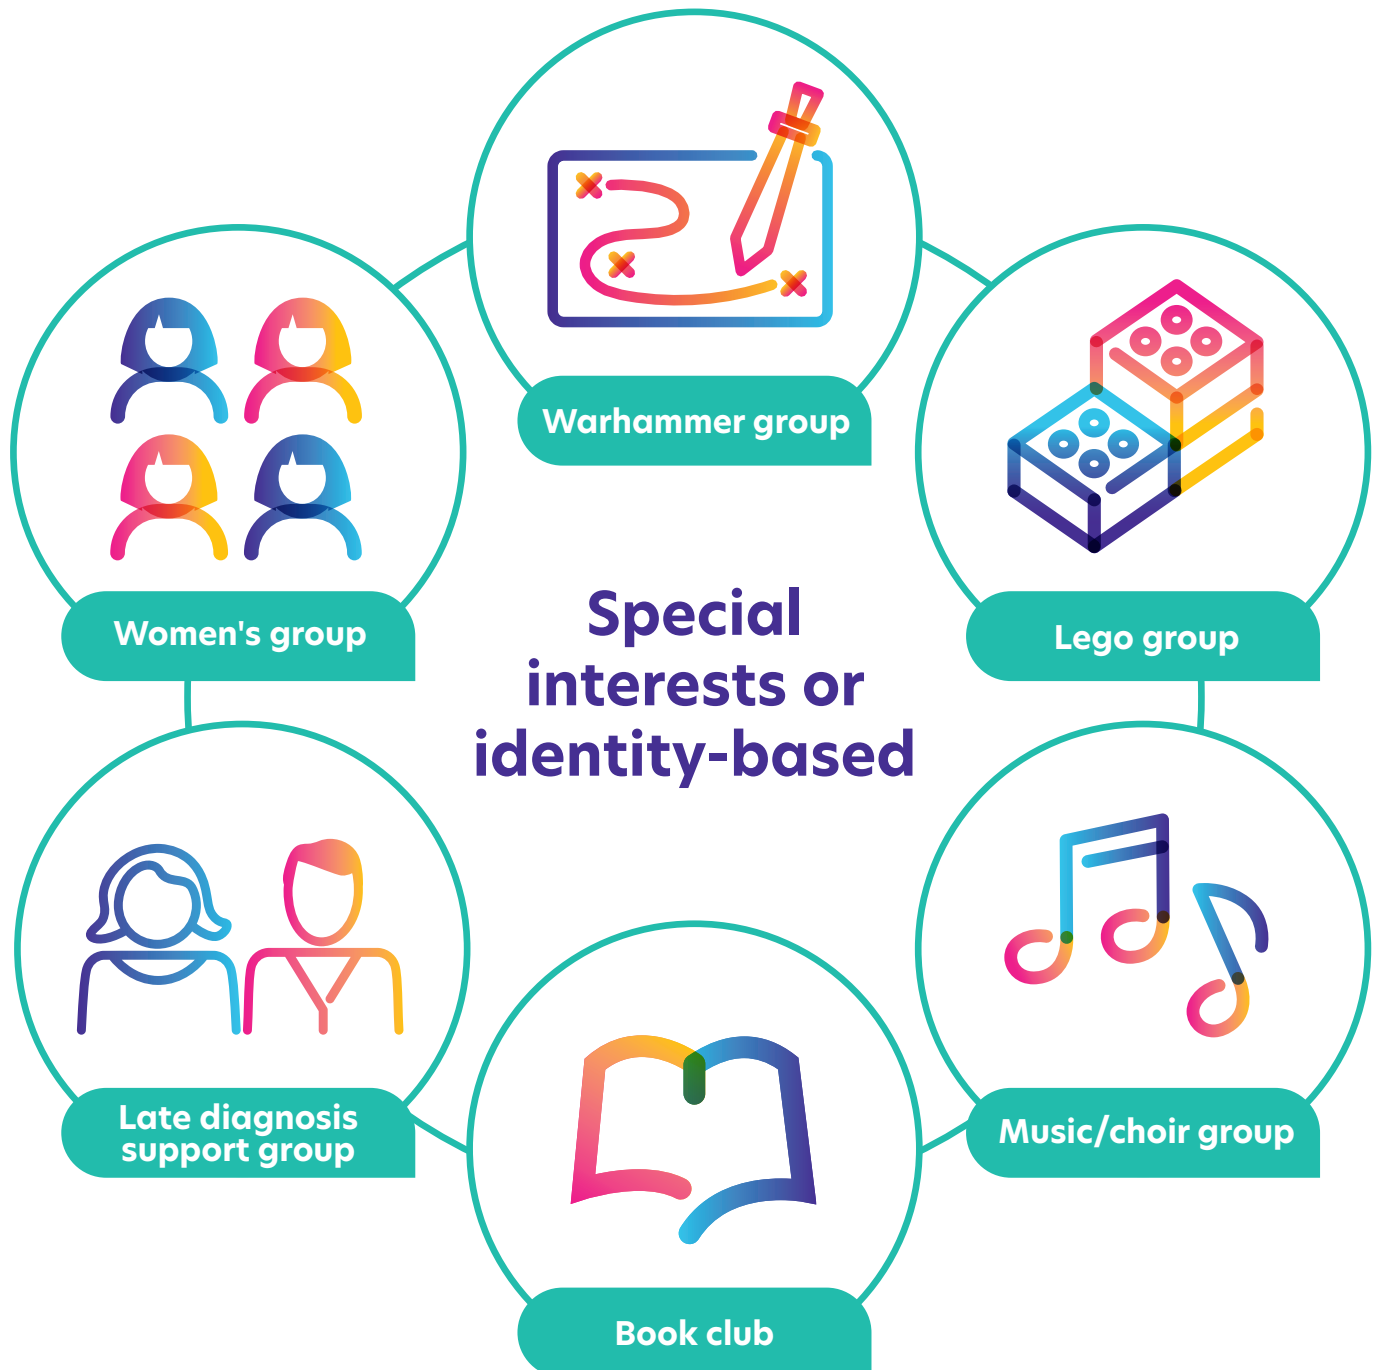 Warhammer group
Women's group
Lego group
Special
interests or
identity-based
Late diagnosis
support group
Music/choir group
Book club